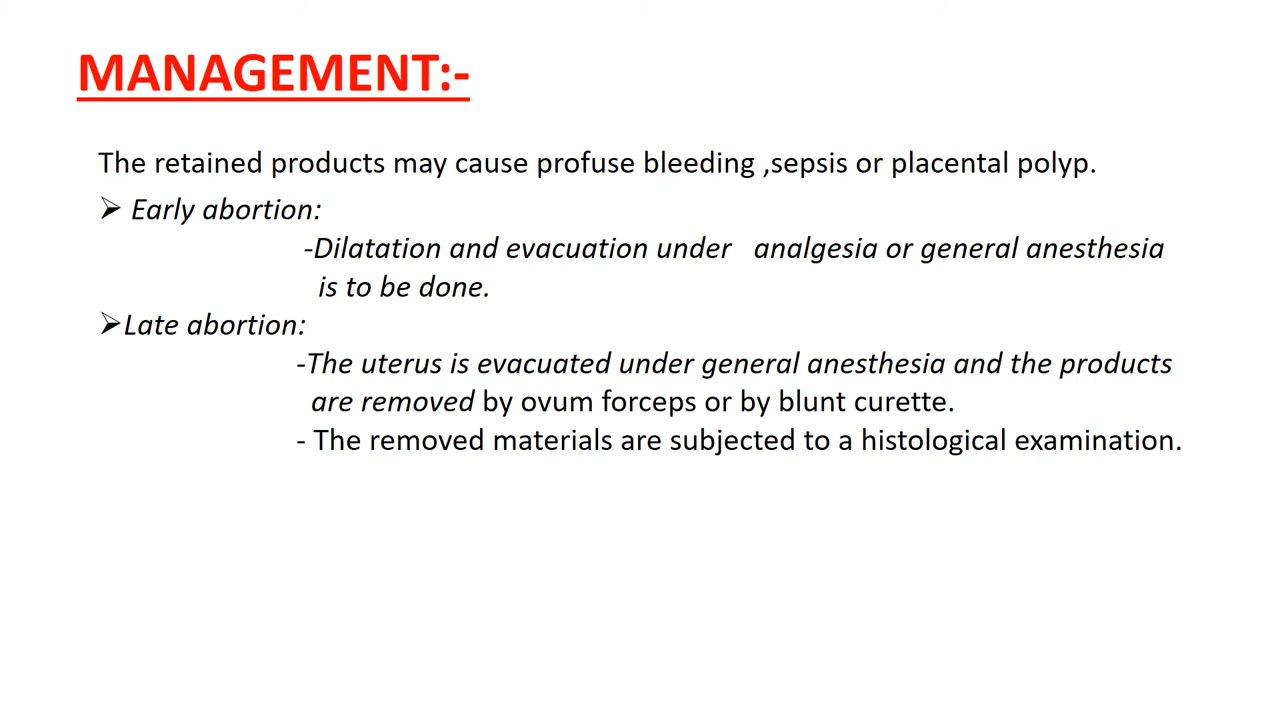 MANAGEMENT:-
The retained products may cause profuse bleeding ,sepsis or placental polyp.
➢ Early abortion:
-Dilatation and evacuation under analgesia or general anesthesia
is to be done.
➢Late abortion:
-The uterus is evacuated under general anesthesia and the products
are removed by ovum forceps or by blunt curette.
- The removed materials are subjected to a histological examination.